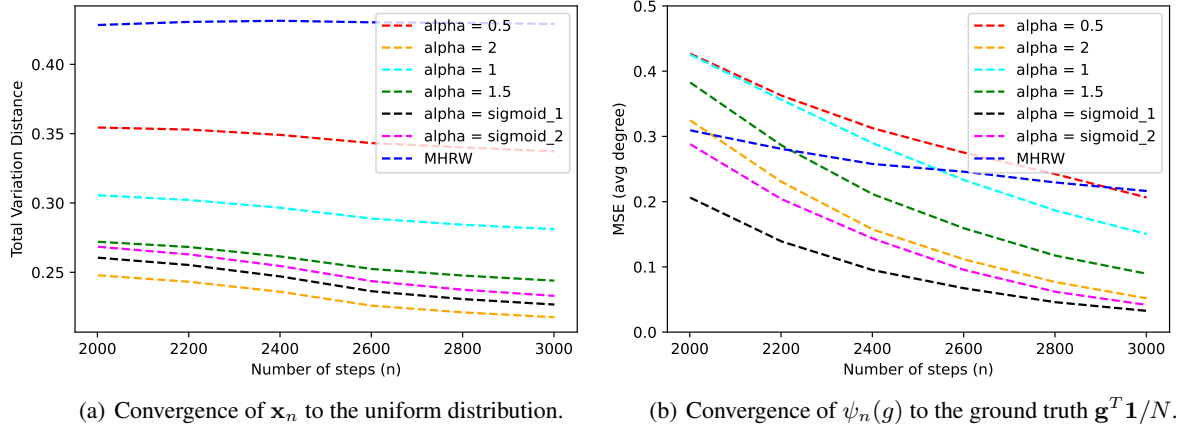 Total Variation Distance
0.40
0.35
0.30
0.25
2000 2200 2400 2600 2800 3000
Number of steps (n)
alpha = 0.5
alpha = 2
alpha = 1
alpha = 1.5
alpha = sigmoid_1
alpha = sigmoid_2
MHRW
(a) Convergence of xₙ to the uniform distribution.
MSE (avg degree)
0.5
0.4
0.3
0.2
0.1
0.0
2000 2200 2400 2600 2800 3000
Number of steps (n)
alpha = 0.5
alpha = 2
alpha = 1
alpha = 1.5
alpha = sigmoid_1
alpha = sigmoid_2
MHRW
(b) Convergence of ψₙ(g) to the ground truth gᵀ1/N.